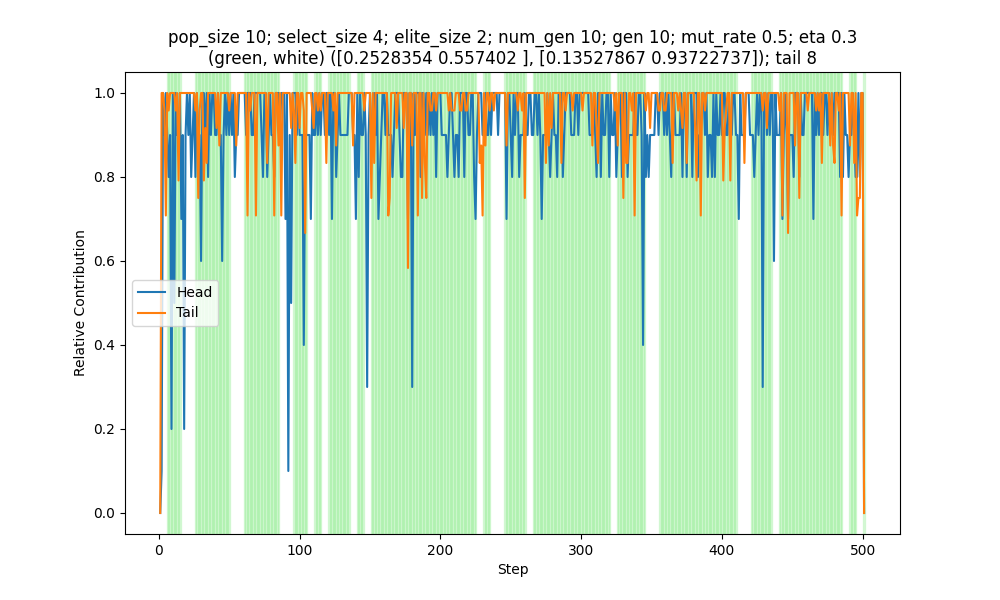 pop_size 10; select_size 4; elite_size 2; num_gen 10; gen 10; mut_rate 0.5; eta 0.3
(green, white) ([0.2528354 0.557402 ], [0.13527867 0.93722737]); tail 8
1.0
0.8
0.6
0.4
0.2
0.0
Relative Contribution
Head
Tail
0 100 200 300 400 500
Step